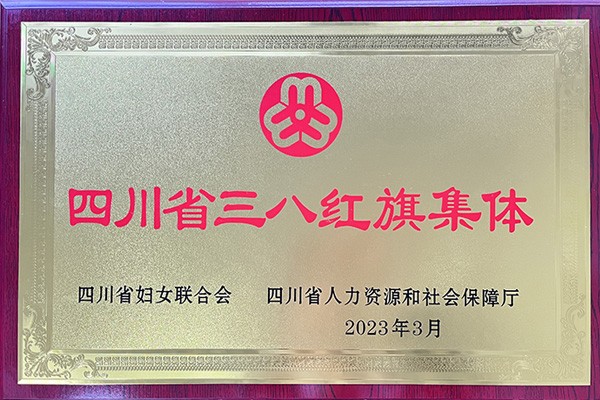 四川省三八红旗集体
四川省妇女联合会 四川省人力资源和社会保障厅
2023年3月